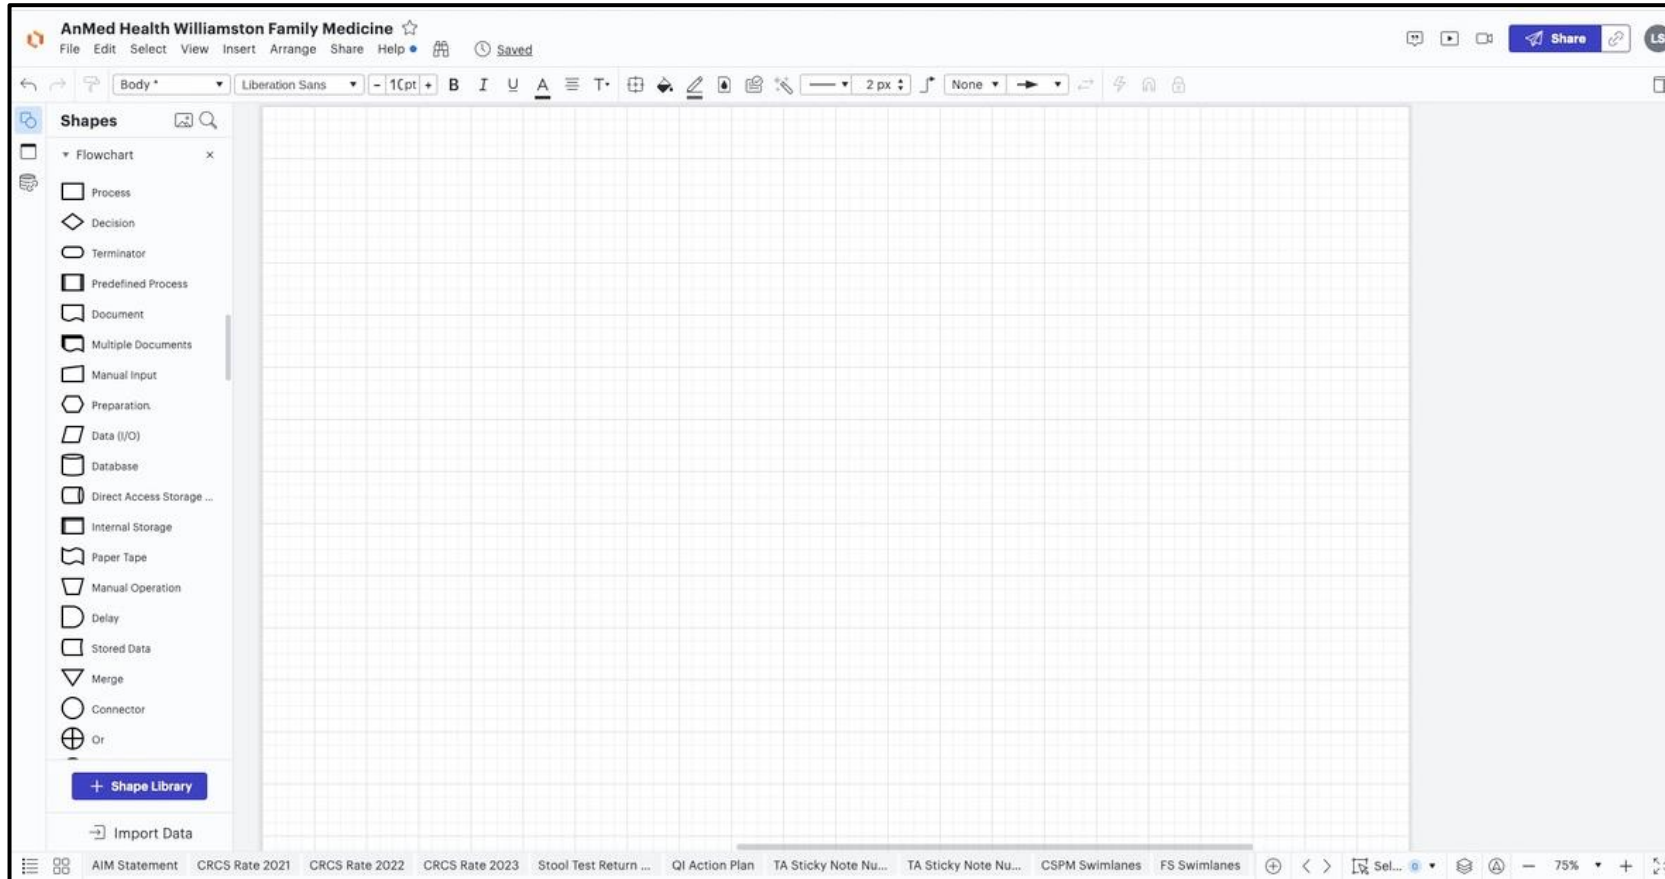 AnMed Health Williamston Family Medicine
File Edit Select View Insert Arrange Share Help Saved
Share
LS
Body * Liberation Sans - 10pt + B I U A T 2 px None
Shapes
Flowchart
Process
Decision
Terminator
Predefined Process
Document
Multiple Documents
Manual Input
Preparation
Data (I/O)
Database
Direct Access Storage ...
Internal Storage
Paper Tape
Manual Operation
Delay
Stored Data
Merge
Connector
Or
+ Shape Library
Import Data
AIM Statement CRCS Rate 2021 CRCS Rate 2022 CRCS Rate 2023 Stool Test Return ... QI Action Plan TA Sticky Note Nu... TA Sticky Note Nu... CSPM Swimlanes FS Swimlanes Sel... 0 75%